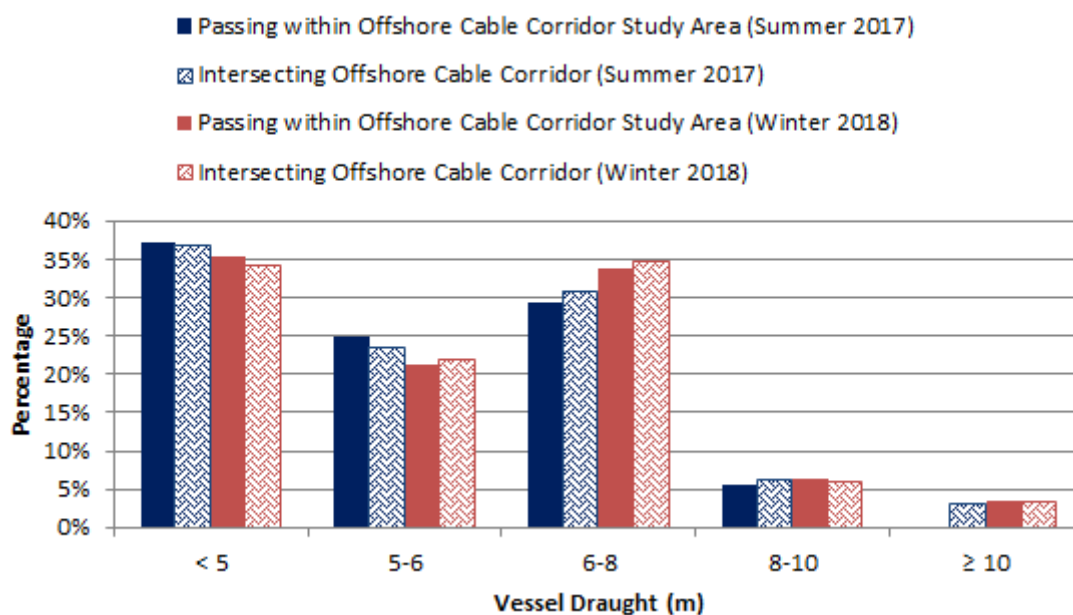 Passing within Offshore Cable Corridor Study Area (Summer 2017)
Intersecting Offshore Cable Corridor (Summer 2017)
Passing within Offshore Cable Corridor Study Area (Winter 2018)
Intersecting Offshore Cable Corridor (Winter 2018)
40%
35%
30%
25%
20%
15%
10%
5%
0%
Percentage
< 5
5-6
6-8
8-10
≥ 10
Vessel Draught (m)